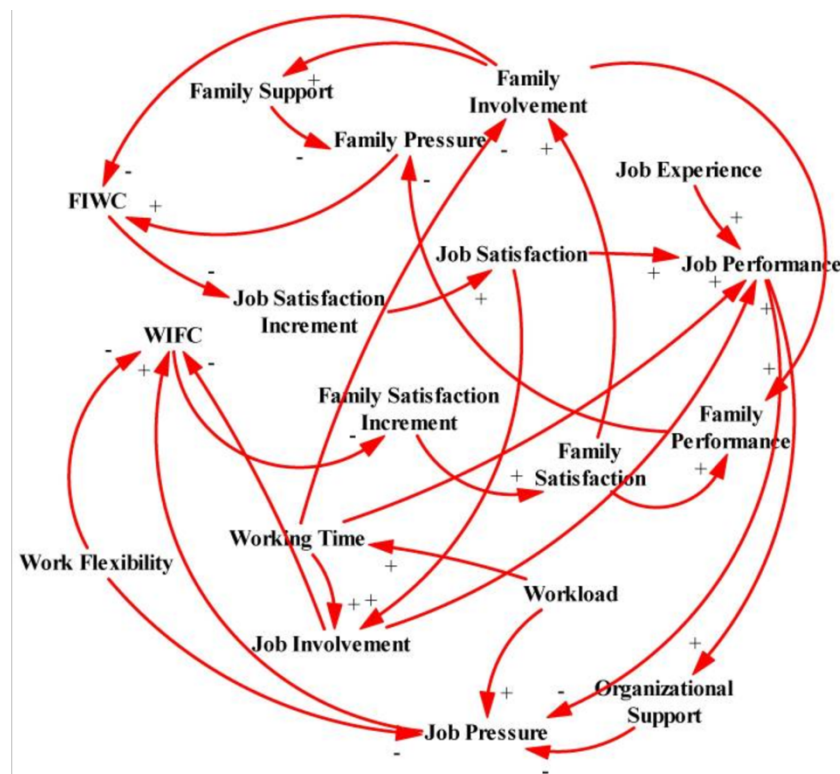 Family
Involvement
Family Support
+
Family Pressure
-
-
+
-
Job Experience
-
FIWC
+
+
Job Satisfaction
Job Performance
-
+
+
+
Job Satisfaction
Increment
+
WIFC
-
+
-
+
Family Satisfaction
Increment
-
Family
Performance
Family
Satisfaction
+
+
Working Time
Work Flexibility
+
Workload
+
+
Job Involvement
+
+
-
Organizational
Support
Job Pressure
-
-